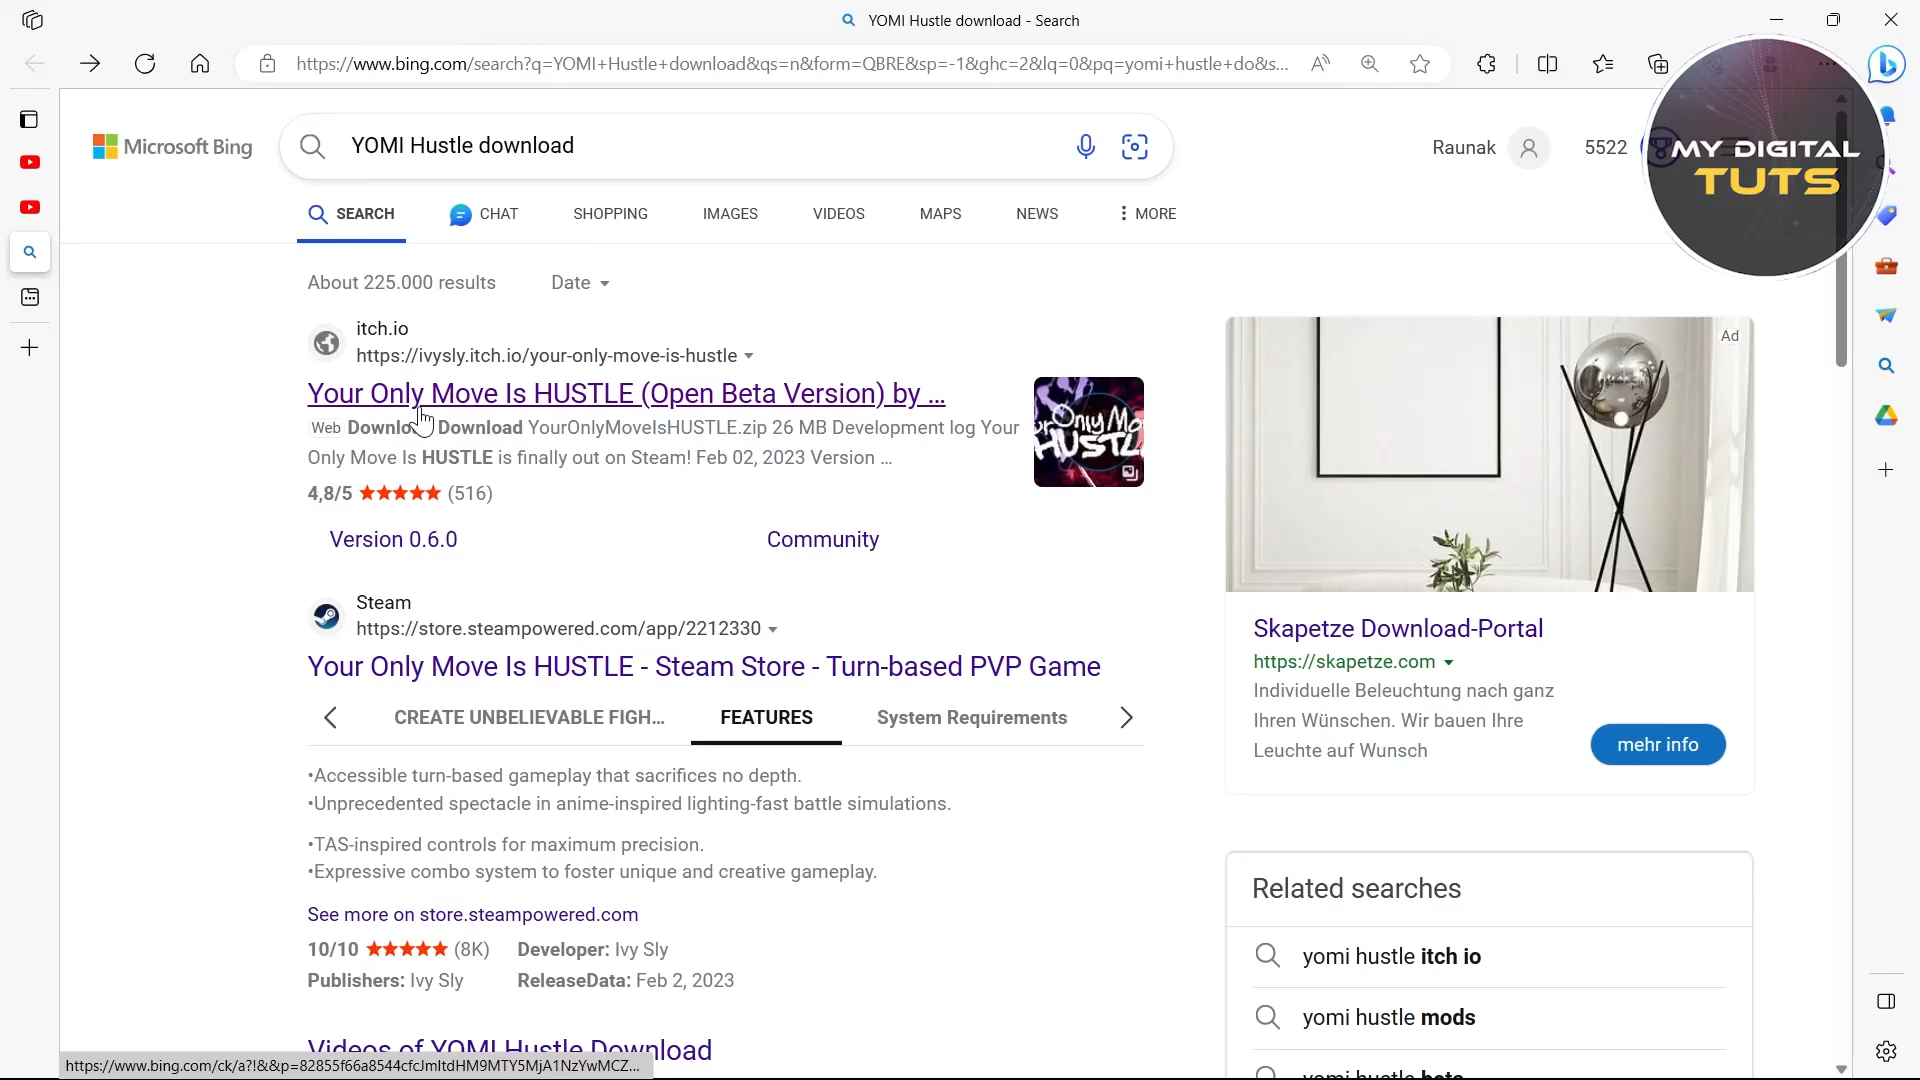 YOMI Hustle download - Search
https://www.bing.com/search?q=YOMI+Hustle+download&qs=n&form=QBRE&sp=-1&ghc=2&lq=0&pq=yomi+hustle+do&s...
Microsoft Bing
YOMI Hustle download
Raunak
5522
MY DIGITAL
TUTS
SEARCH
CHAT
SHOPPING
IMAGES
VIDEOS
MAPS
NEWS
MORE
About 225.000 results
Date
itch.io
https://ivysly.itch.io/your-only-move-is-hustle
Your Only Move Is HUSTLE (Open Beta Version) by ...
Web Downlo Download YourOnlyMoveIsHUSTLE.zip 26 MB Development log Your
Only Move Is HUSTLE is finally out on Steam! Feb 02, 2023 Version ...
4,8/5 (516)
Version 0.6.0
Community
Steam
https://store.steampowered.com/app/2212330
Your Only Move Is HUSTLE - Steam Store - Turn-based PVP Game
CREATE UNBELIEVABLE FIGH...
FEATURES
System Requirements
•Accessible turn-based gameplay that sacrifices no depth.
•Unprecedented spectacle in anime-inspired lighting-fast battle simulations.
•TAS-inspired controls for maximum precision.
•Expressive combo system to foster unique and creative gameplay.
See more on store.steampowered.com
10/10 (8K) Developer: Ivy Sly
Publishers: Ivy Sly ReleaseData: Feb 2, 2023
Videos of YOMI Hustle Download
https://www.bing.com/ck/a?!&&p=82855f66a8544cfcJmltdHM9MTY5MjA1NzYwMCZ...
Ad
Skapetze Download-Portal
https://skapetze.com
Individuelle Beleuchtung nach ganz
Ihren Wünschen. Wir bauen Ihre
Leuchte auf Wunsch
mehr info
Related searches
yomi hustle itch io
yomi hustle mods
yomi hustle beta